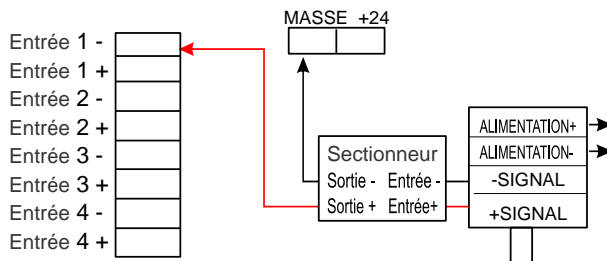 MASSE +24
Entrée 1 -
Entrée 1 +
Entrée 2 -
Entrée 2 +
Entrée 3 -
Entrée 3 +
Entrée 4 -
Entrée 4 +
Sectionneur
Sortie - Entrée -
Sortie + Entrée+
ALIMENTATION+
ALIMENTATION-
-SIGNAL
+SIGNAL